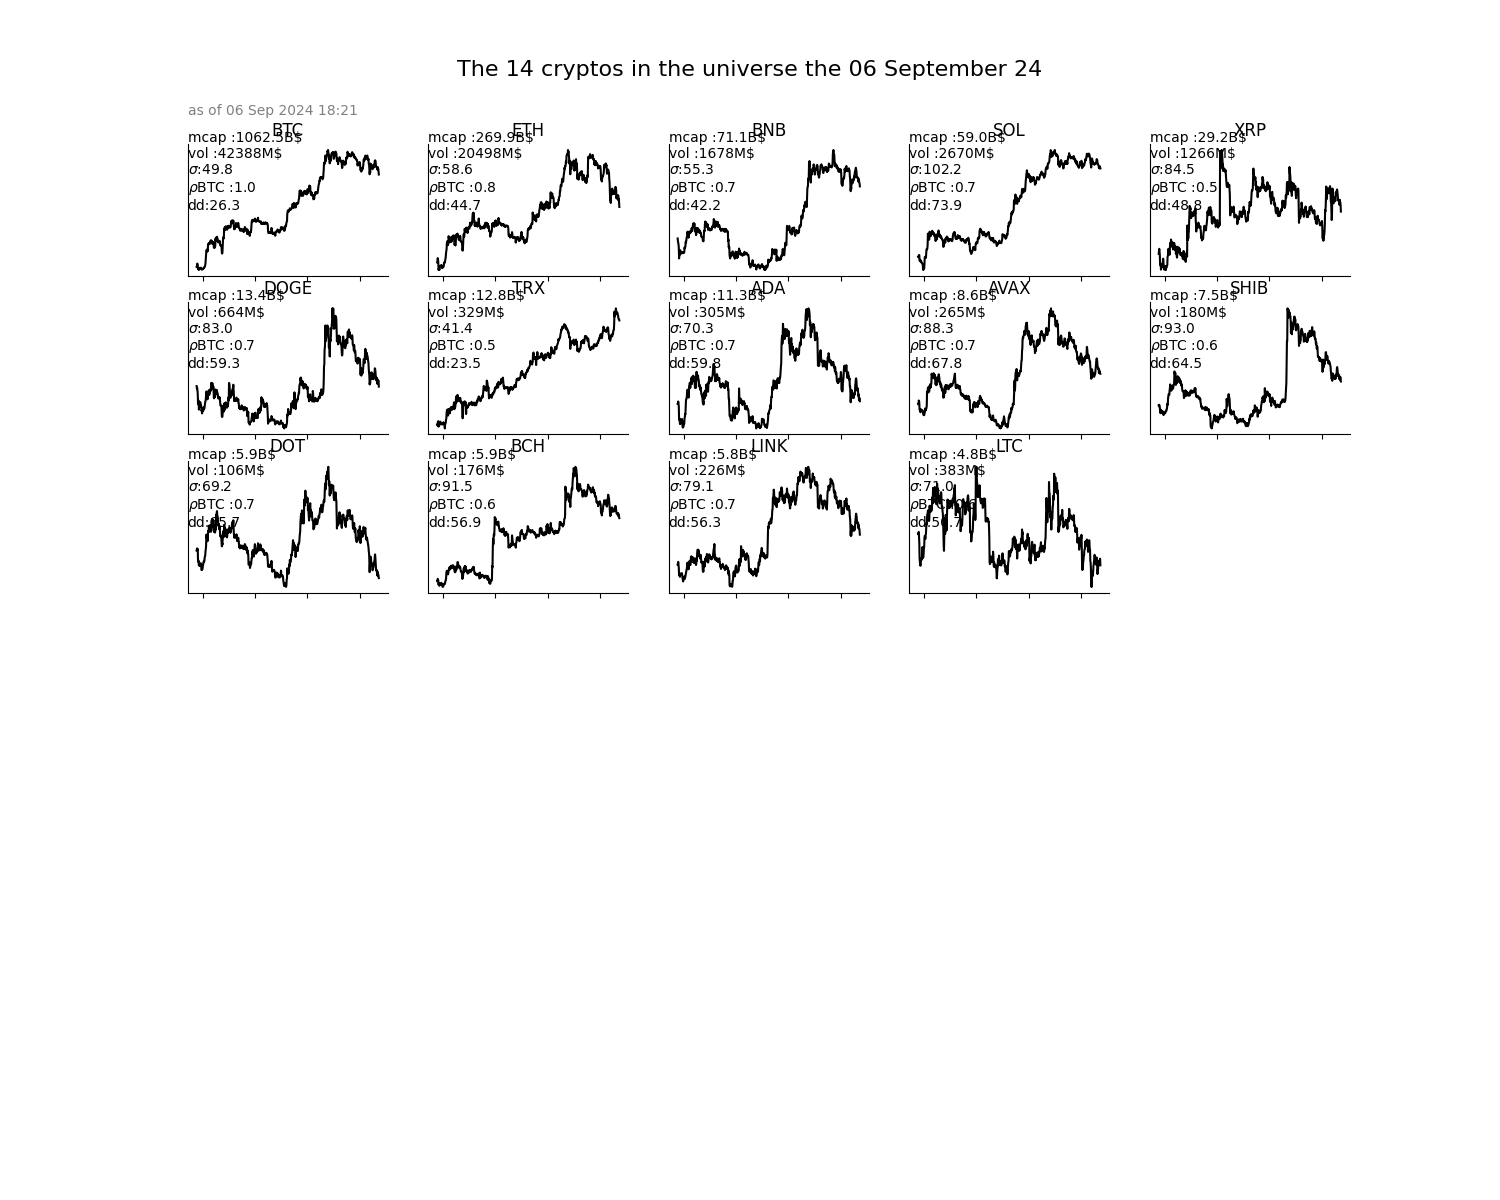 The 14 cryptos in the universe the 06 September 24
as of 06 Sep 2024 18:21
BTC
mcap :1062.5B$
vol :42388M$
σ:49.8
ρBTC :1.0
dd:26.3
ETH
mcap :269.9B$
vol :20498M$
σ:58.6
ρBTC :0.8
dd:44.7
BNB
mcap :71.1B$
vol :1678M$
σ:55.3
ρBTC :0.7
dd:42.2
SOL
mcap :59.0B$
vol :2670M$
σ:102.2
ρBTC :0.7
dd:73.9
XRP
mcap :29.2B$
vol :1266M$
σ:84.5
ρBTC :0.5
dd:48.8
DOGE
mcap :13.4B$
vol :664M$
σ:83.0
ρBTC :0.7
dd:59.3
TRX
mcap :12.8B$
vol :329M$
σ:41.4
ρBTC :0.5
dd:23.5
ADA
mcap :11.3B$
vol :305M$
σ:70.3
ρBTC :0.7
dd:59.8
AVAX
mcap :8.6B$
vol :265M$
σ:88.3
ρBTC :0.7
dd:67.8
SHIB
mcap :7.5B$
vol :180M$
σ:93.0
ρBTC :0.6
dd:64.5
DOT
mcap :5.9B$
vol :106M$
σ:69.2
ρBTC :0.7
BCH
mcap :5.9B$
vol :176M$
σ:91.5
ρBTC :0.6
dd:56.9
LINK
mcap :5.8B$
vol :226M$
σ:79.1
ρBTC :0.7
dd:56.3
LTC
mcap :4.8B$
vol :383M$
σ:71.0